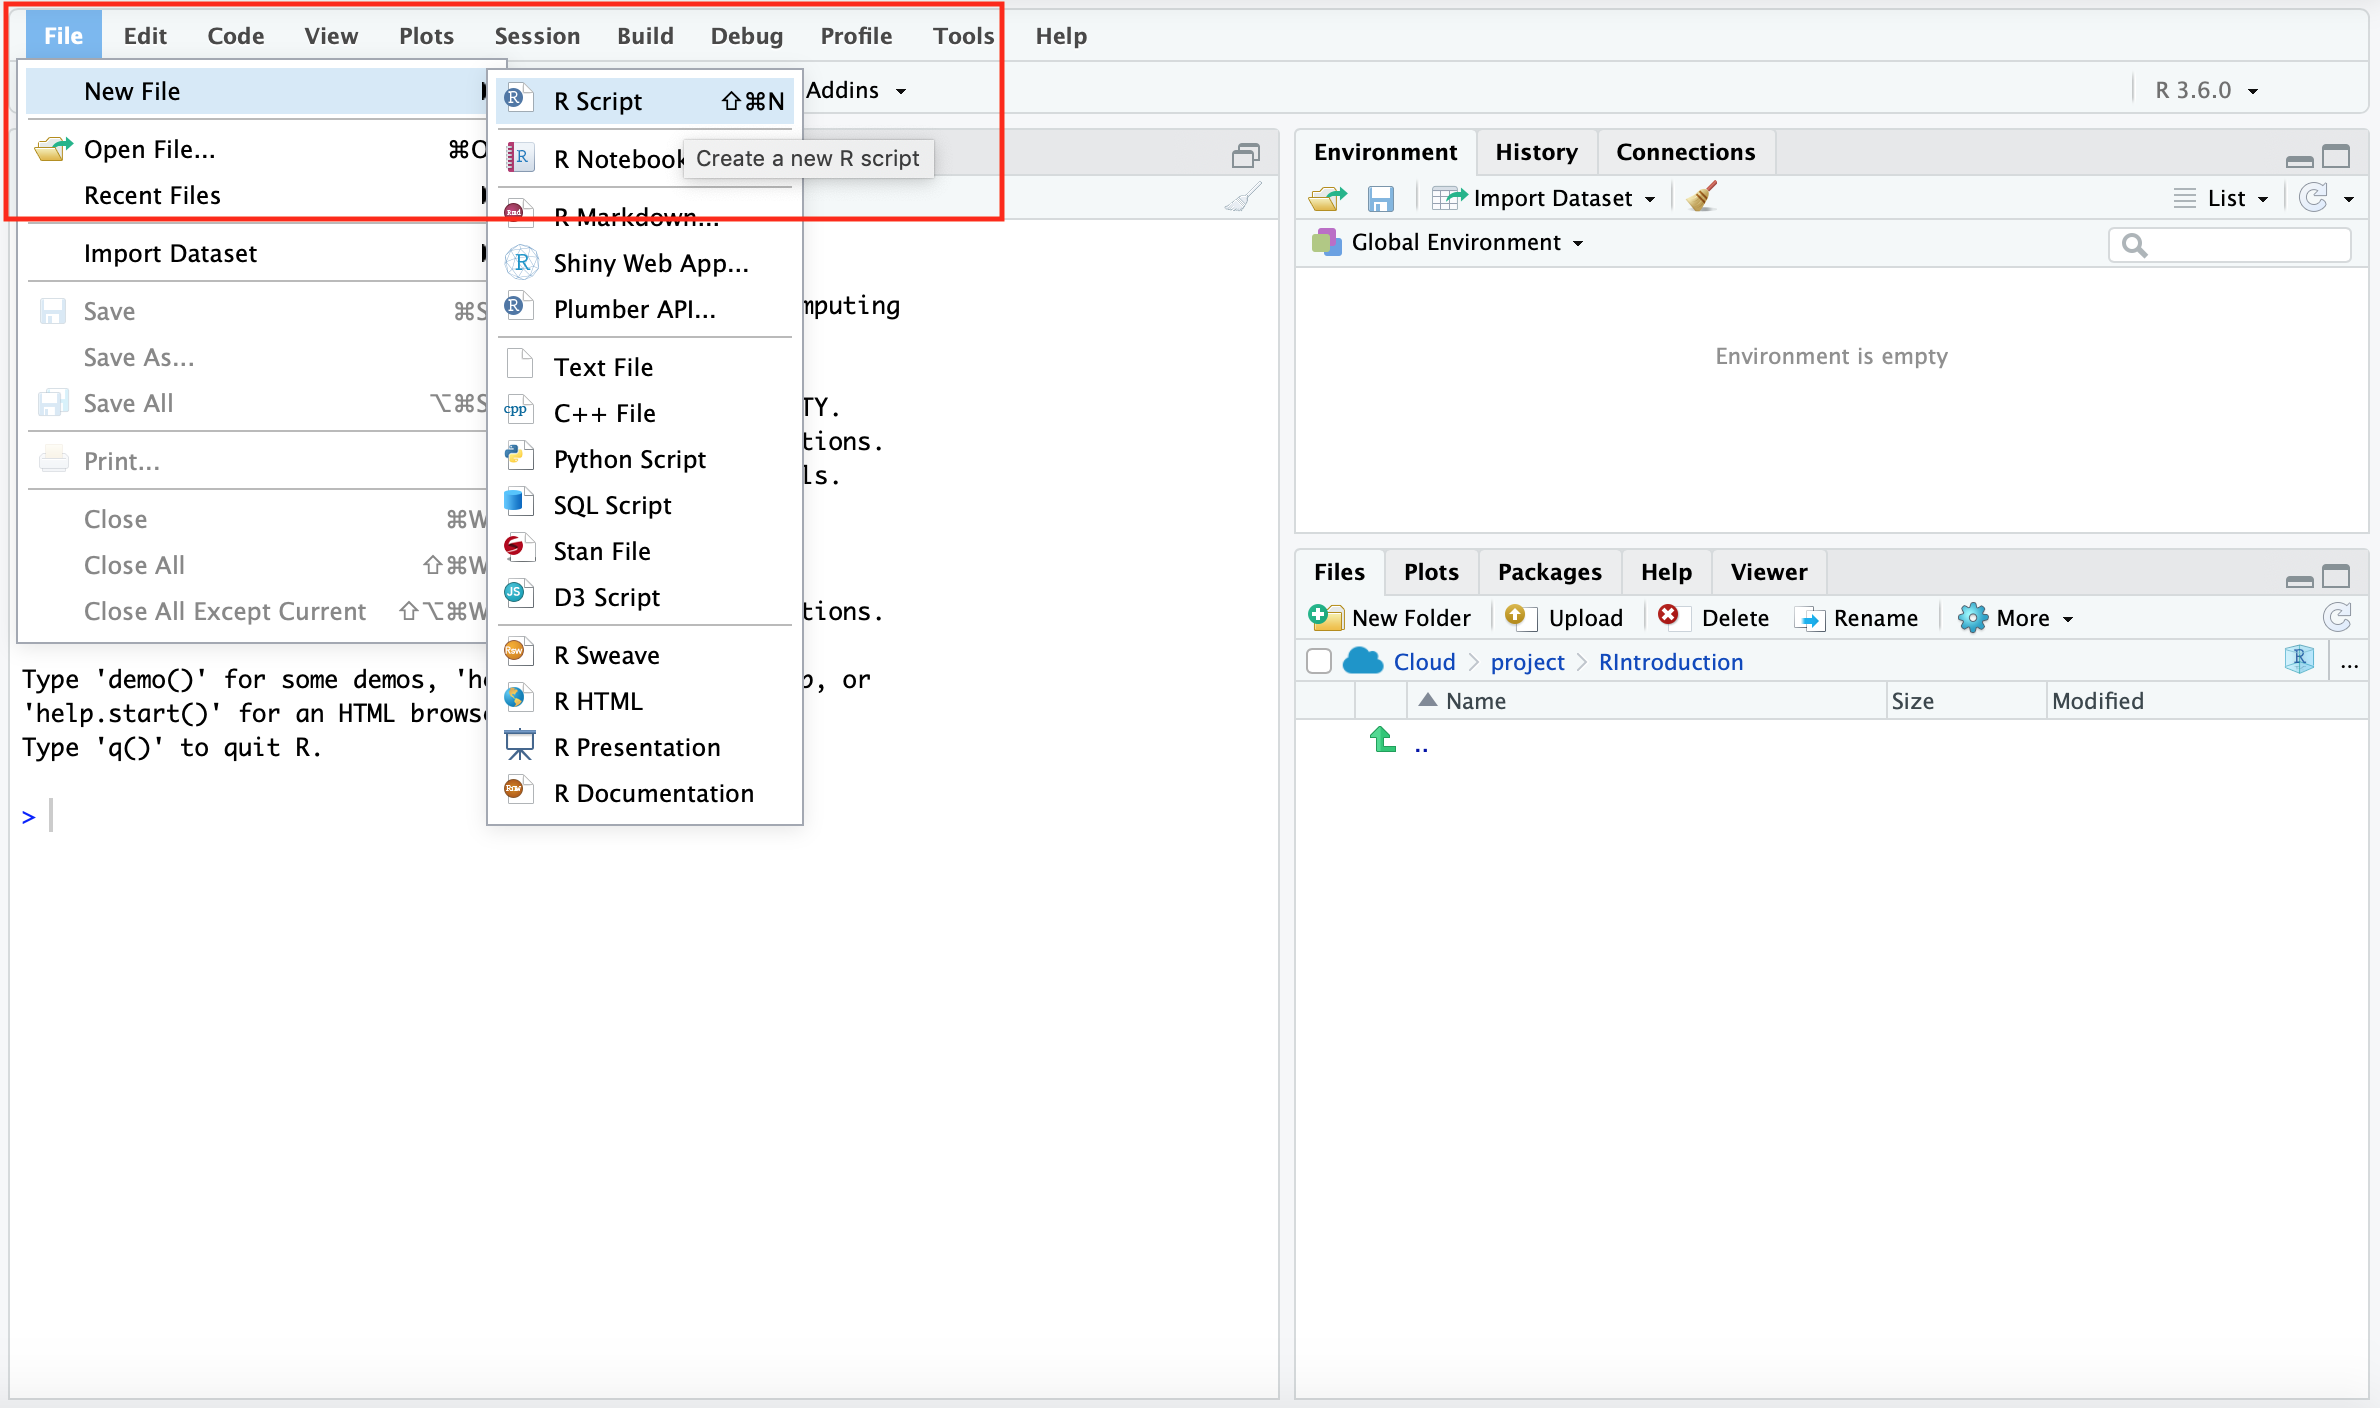 File Edit Code View Plots Session Build Debug Profile Tools Help
Addins
R 3.6.0
New File
Open File... ⌘O
Recent Files
Import Dataset
Save ⌘S
Save As...
Save All ⌥⌘S
Print...
Close ⌘W
Close All ⇧⌘W
Close All Except Current ⇧⌥⌘W
R Script ⇧⌘N
R Notebook
Create a new R script
R Markdown...
Shiny Web App...
Plumber API...
Text File
C++ File
Python Script
SQL Script
Stan File
D3 Script
R Sweave
R HTML
R Presentation
R Documentation
mputing
TY.
tions.
ls.
tions.
Type 'demo()' for some demos, 'he p, or
'help.start()' for an HTML browse
Type 'q()' to quit R.
>
Environment History Connections
Import Dataset List
Global Environment
Environment is empty
Files Plots Packages Help Viewer
New Folder Upload Delete Rename More
Cloud project RIntroduction R ...
Name Size Modified
..